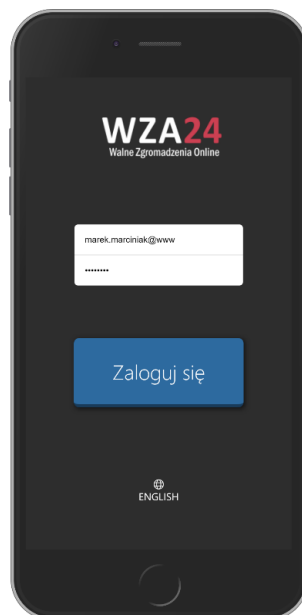 WZA24
Walne Zgromadzenia Online
marek.marciniak@www
••••••••
Zaloguj się
ENGLISH